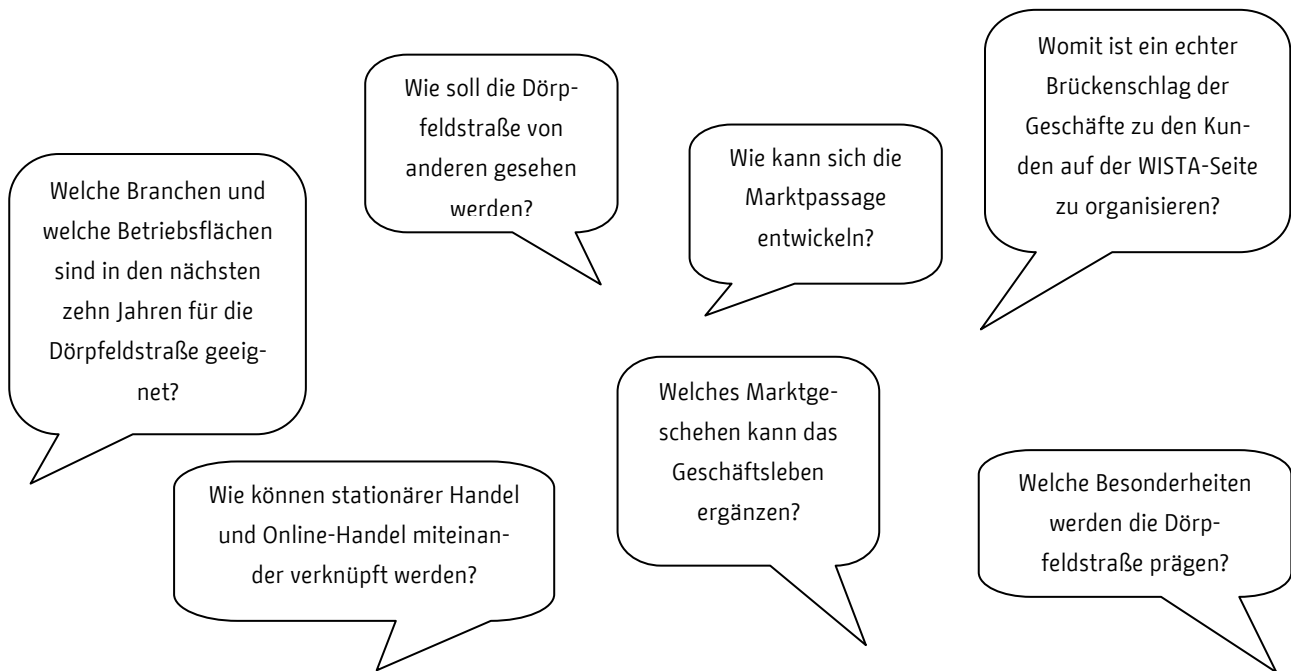 Womit ist ein echter
Brückenschlag der
Geschäfte zu den Kun-
den auf der WISTA-Seite
zu organisieren?
Wie soll die Dörp-
feldstraße von
anderen gesehen
werden?
Wie kann sich die
Marktpassage
entwickeln?
Welche Branchen und
welche Betriebsflächen
sind in den nächsten
zehn Jahren für die
Dörpfeldstraße geeig-
net?
Welches Marktge-
schehen kann das
Geschäftsleben
ergänzen?
Wie können stationärer Handel
und Online-Handel miteinan-
der verknüpft werden?
Welche Besonderheiten
werden die Dörp-
feldstraße prägen?